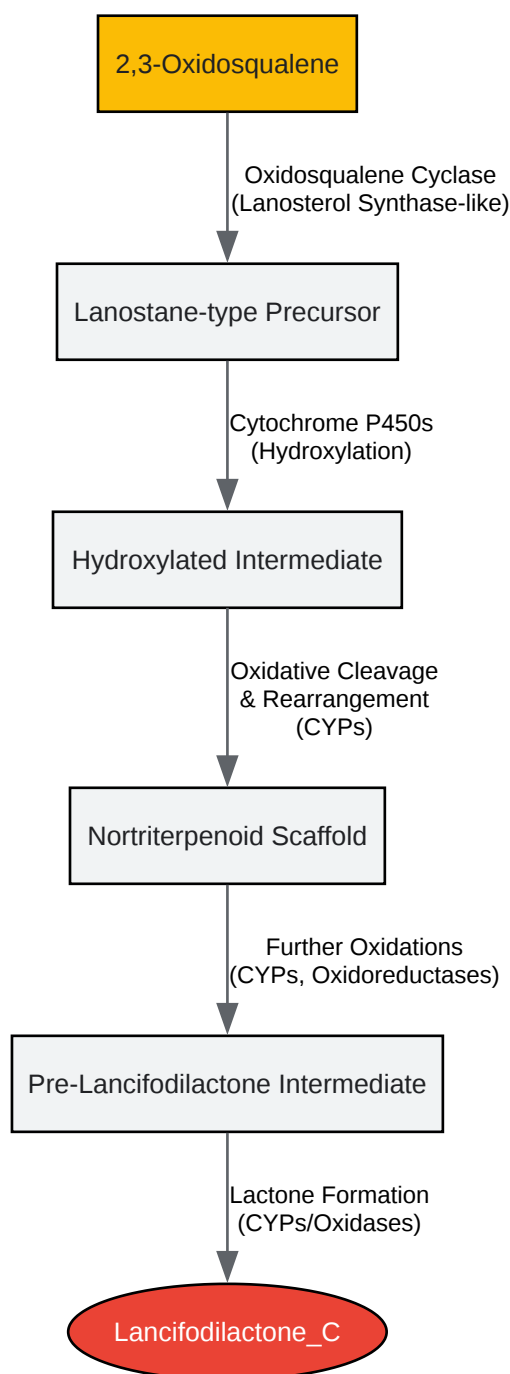 2,3-Oxidosqualene
Oxidosqualene Cyclase
(Lanosterol Synthase-like)
Lanostane-type Precursor
Cytochrome P450s
(Hydroxylation)
Hydroxylated Intermediate
Oxidative Cleavage
& Rearrangement
(CYPs)
Nortriterpenoid Scaffold
Further Oxidations
(CYPs, Oxidoreductases)
Pre-Lancifodilactone Intermediate
Lactone Formation
(CYPs/Oxidases)
Lancifodilactone_C